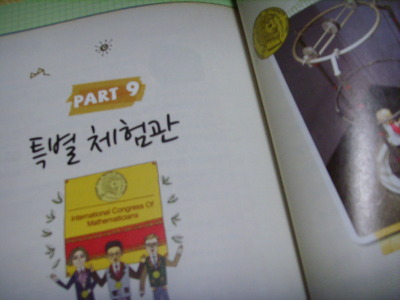 PART 9
특별 체험관
International Congress Of
Mathematicians